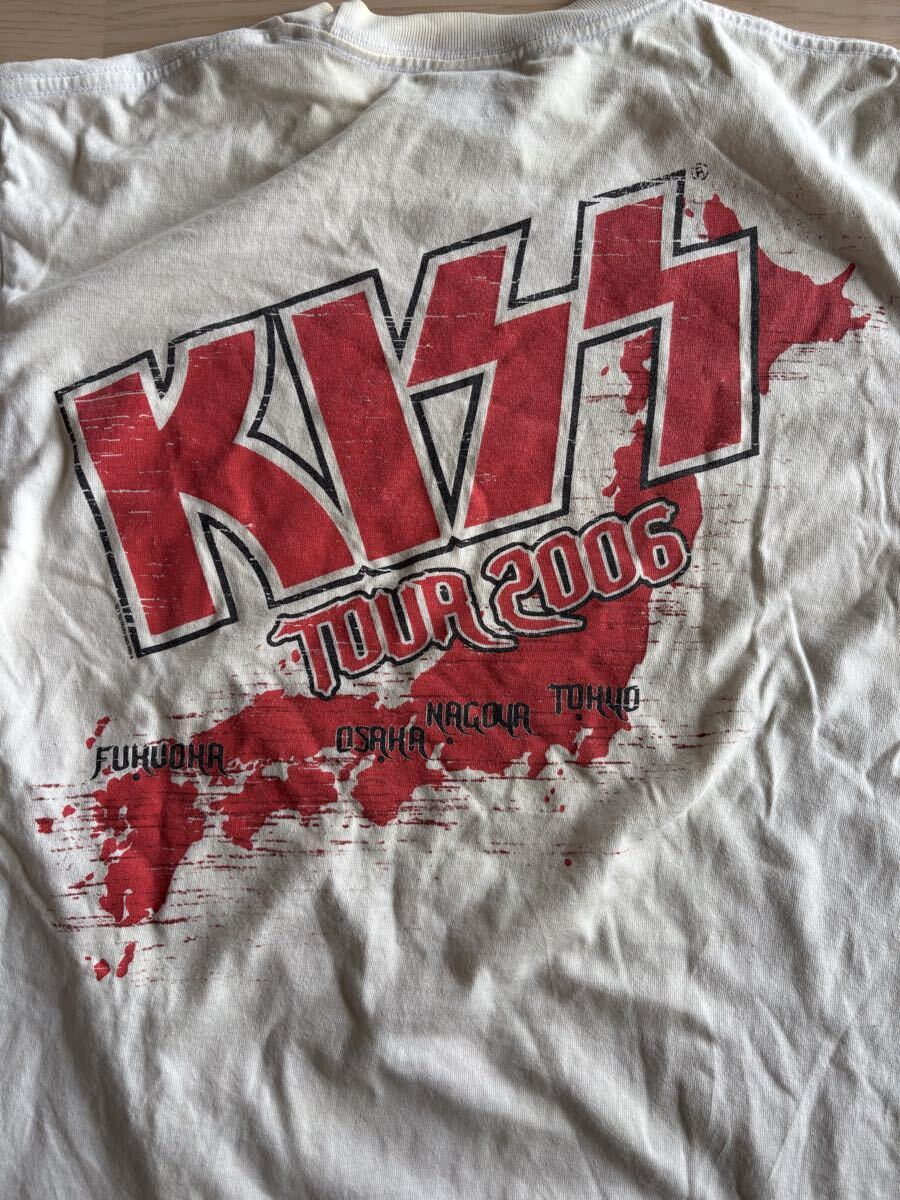 KISS®
TOUR 2006
TOKYO
NAGOYA
OSAKA
FUKUOKA